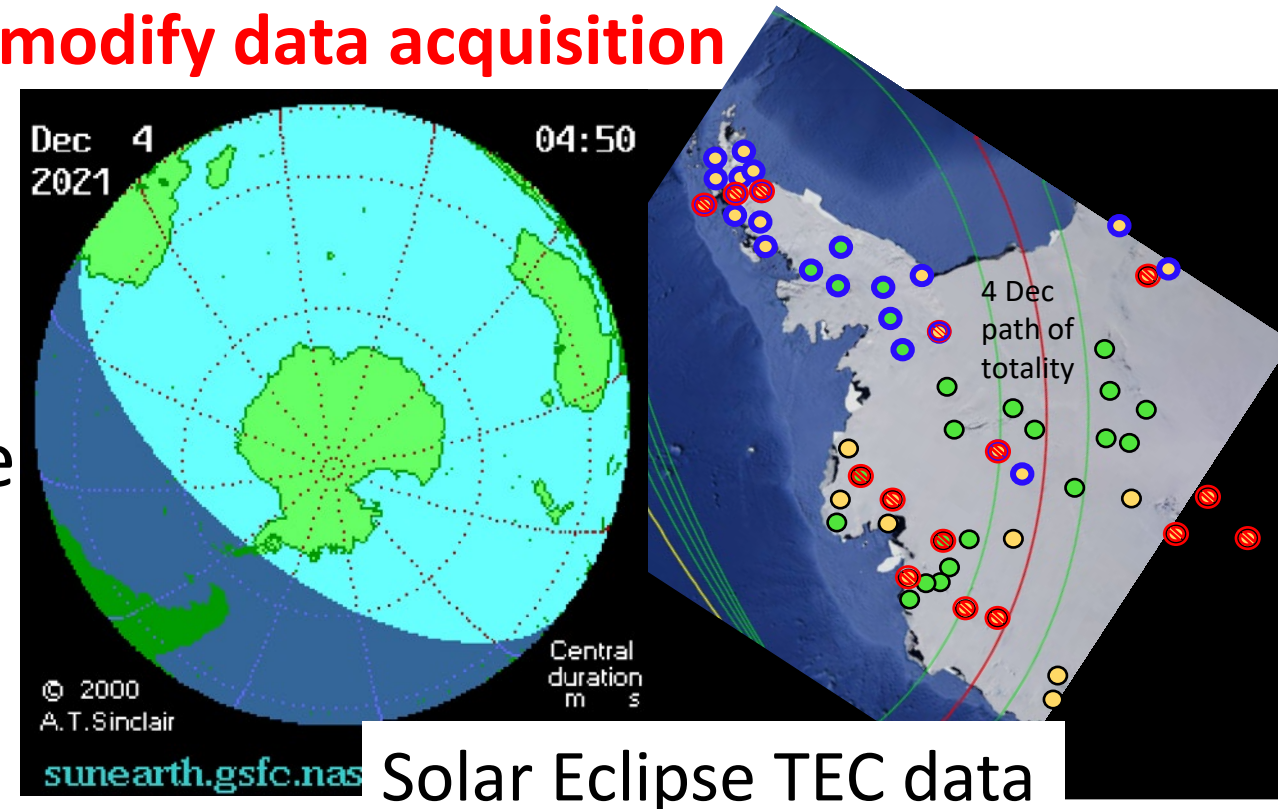 modify data acquisition
Dec 4
2021
04:50
4 Dec
path of
totality
e
Central
duration
m s
© 2000
A.T.Sinclair
sunearth.gsfc.nas
Solar Eclipse TEC data